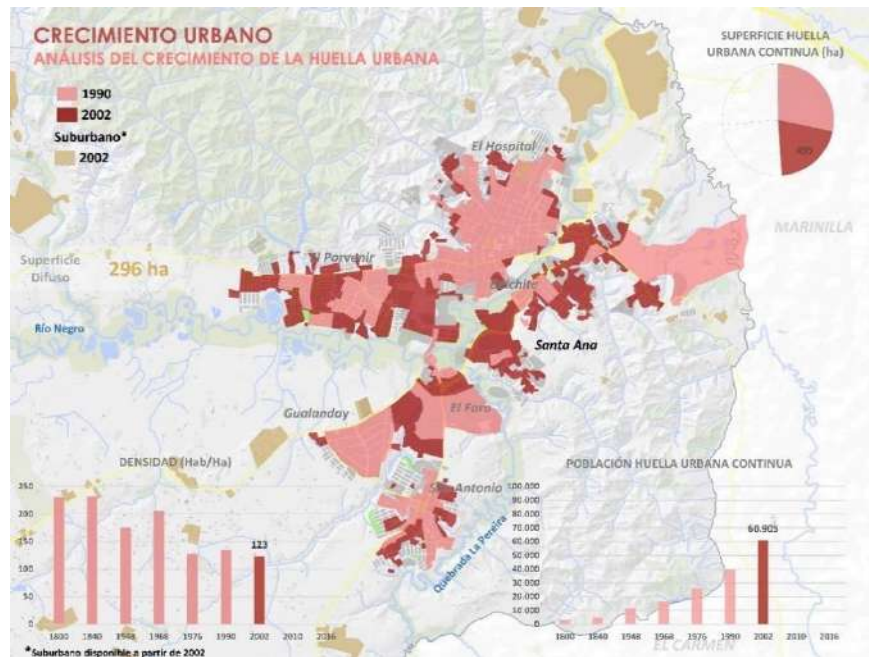 CRECIMIENTO URBANO
ANÁLISIS DEL CRECIMIENTO DE LA HUELLA URBANA
1990
2002
Suburbano*
2002
SUPERFICIE HUELLA
URBANA CONTINUA (ha)
El Hospital
MARINILLA
El Porvenir
Superficie
Difuso
296 ha
Río Negro
Santa Ana
Gualanday
El Faro
San Antonio
Quebrada La Pereira
DENSIDAD (Hab/Ha)
250
200
150
100
50
0
123
1800 1840 1948 1968 1976 1990 2002 2010 2016
*Suburbano disponible a partir de 2002
POBLACIÓN HUELLA URBANA CONTINUA
100.000
90.000
80.000
70.000
60.000
50.000
40.000
30.000
20.000
10.000
0
60.905
1800 1840 1948 1968 1976 1990 2002 2010 2016
EL CARMEN